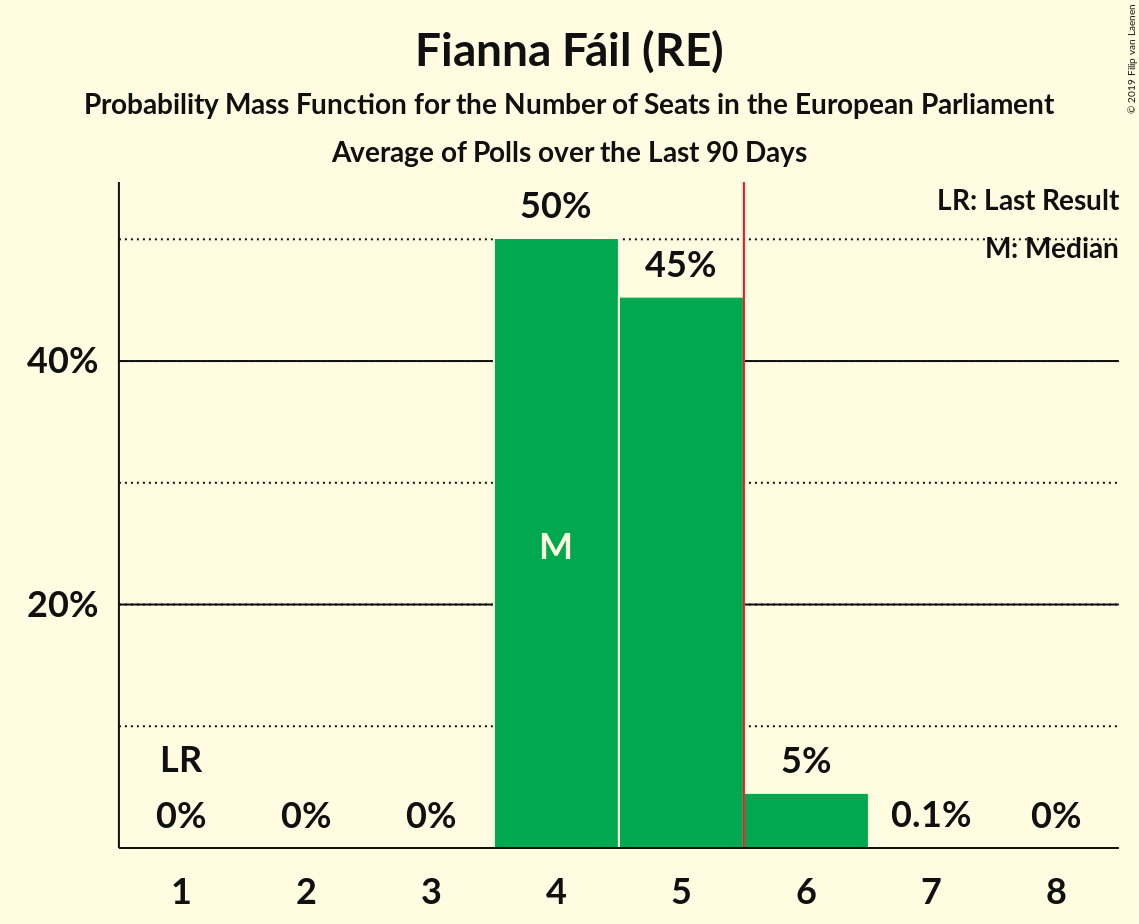 Fianna Fáil (RE)
Probability Mass Function for the Number of Seats in the European Parliament
Average of Polls over the Last 90 Days
© 2019 Filip van Laenen
LR: Last Result
M: Median
50%
45%
40%
20%
M
LR
0%
0%
0%
5%
0.1%
0%
1 2 3 4 5 6 7 8